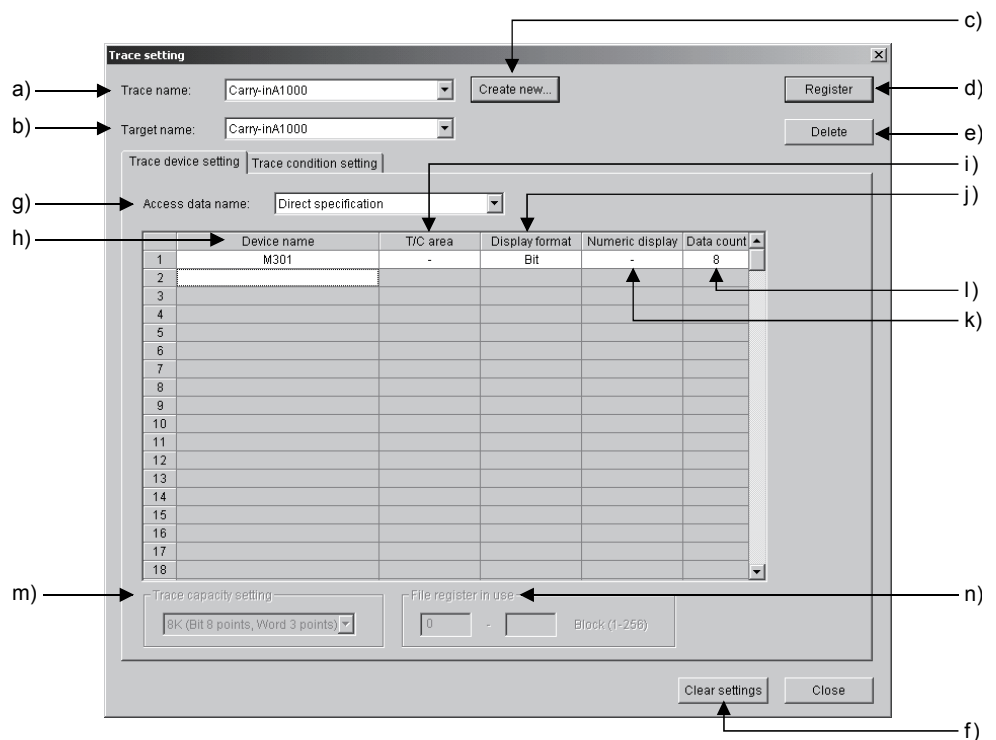 c)
Trace setting
a) Trace name: Carry-inA1000 Create new... Register d)
b) Target name: Carry-inA1000 Delete e)
Trace device setting Trace condition setting i)
g) Access data name: Direct specification j)
h) Device name T/C area Display format Numeric display Data count
1 M301 - Bit - 8
2
3 l)
4
5 k)
6
7
8
9
10
11
12
13
14
15
16
17
18
m) Trace capacity setting File register in use n)
8K (Bit 8 points, Word 3 points) 0 - Block (1-256)
Clear settings Close
f)